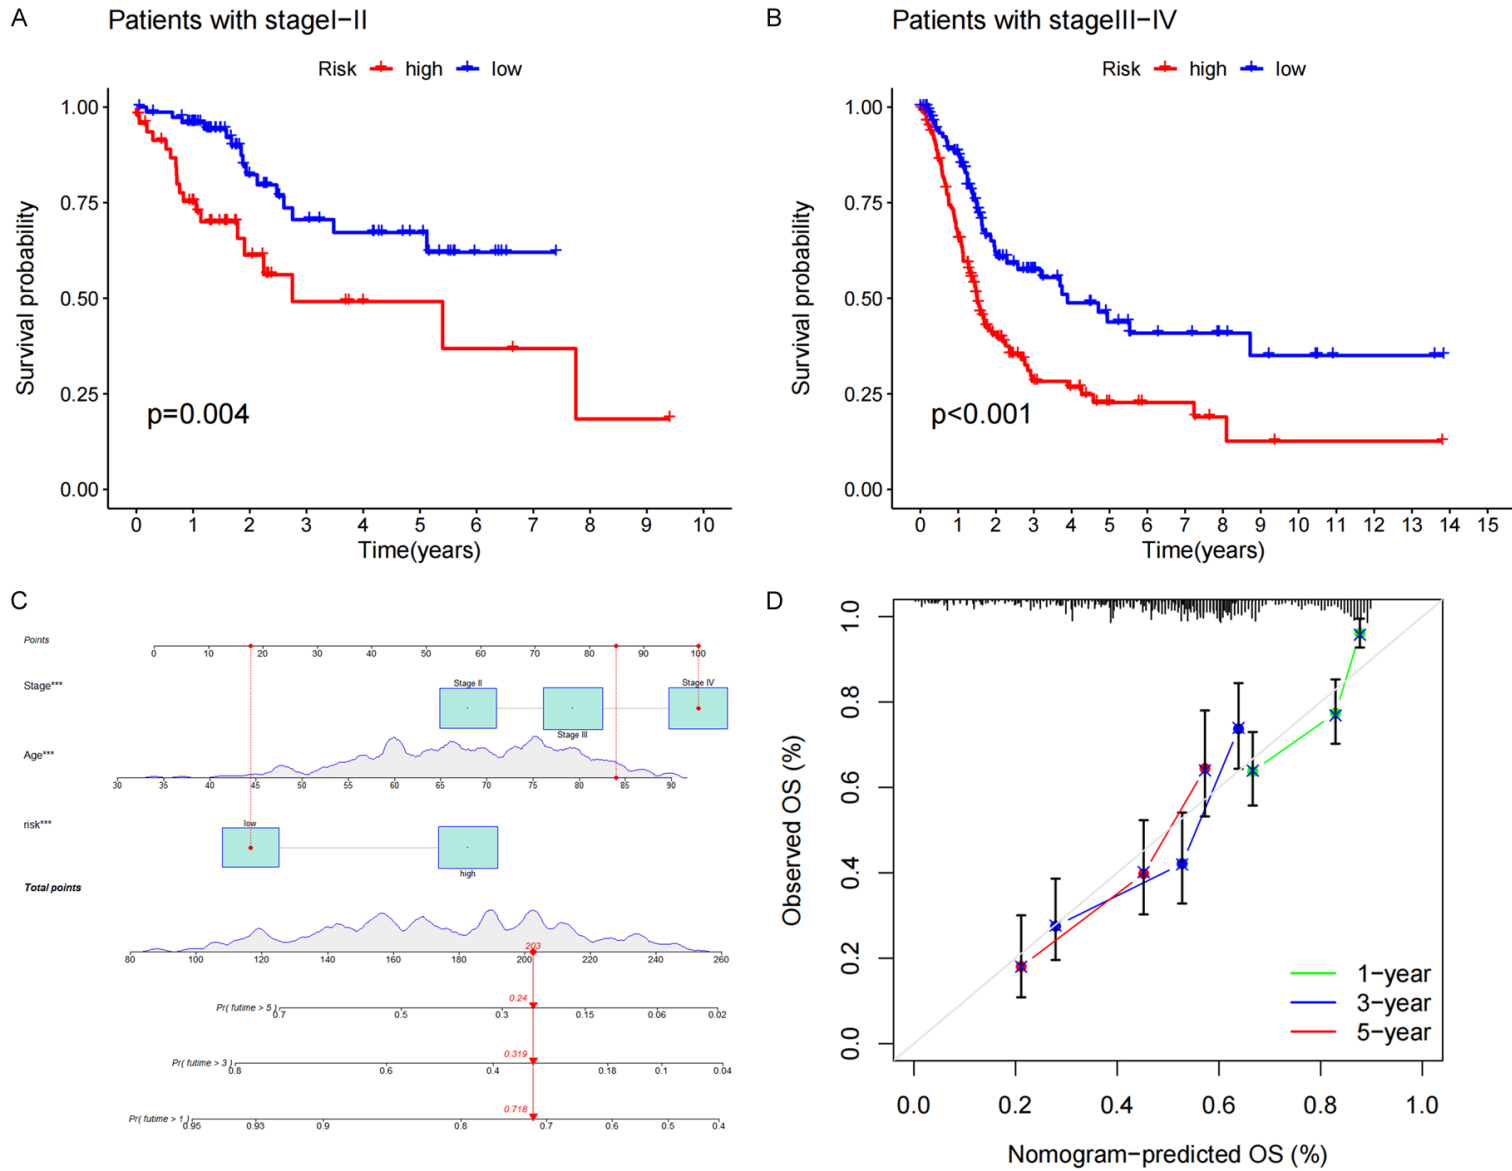 A
Patients with stageI−II
Risk high low
1.00
0.75
0.50
0.25
0.00
Survival probability
p=0.004
0 1 2 3 4 5 6 7 8 9 10
Time(years)
B
Patients with stageIII−IV
Risk high low
1.00
0.75
0.50
0.25
0.00
Survival probability
p<0.001
0 1 2 3 4 5 6 7 8 9 10 11 12 13 14 15
Time(years)
C
Points
0 10 20 30 40 50 60 70 80 90 100
Stage***
Stage II
Stage III
Stage IV
Age***
30 35 40 45 50 55 60 65 70 75 80 85 90
risk***
low
high
Total points
203
80 100 120 140 160 180 200 220 240 260
0.24
Pr( futime > 5)
0.7 0.5 0.3 0.15 0.06 0.02
0.319
Pr( futime > 3)
0.8 0.6 0.4 0.18 0.1 0.04
0.718
Pr( futime > 1)
0.95 0.93 0.9 0.8 0.7 0.6 0.5 0.4
D
1.0
0.8
0.6
0.4
0.2
0.0
Observed OS (%)
1−year
3−year
5−year
0.0 0.2 0.4 0.6 0.8 1.0
Nomogram−predicted OS (%)